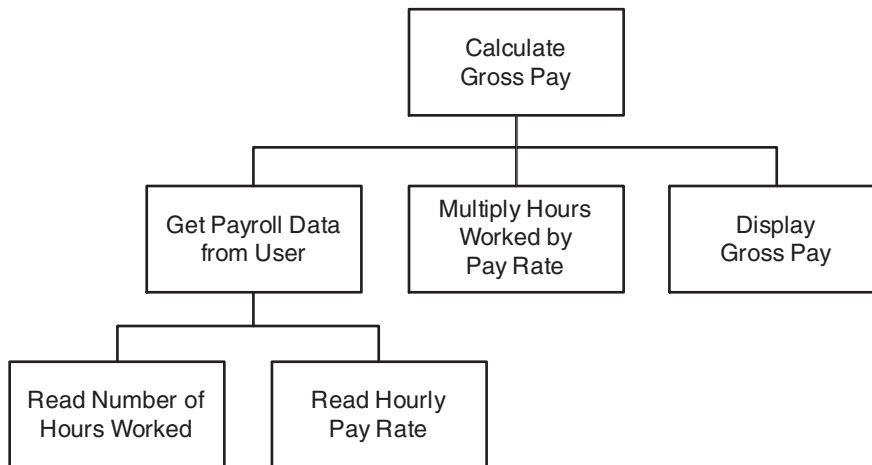 Calculate
Gross Pay
Get Payroll Data
from User
Multiply Hours
Worked by
Pay Rate
Display
Gross Pay
Read Number of
Hours Worked
Read Hourly
Pay Rate